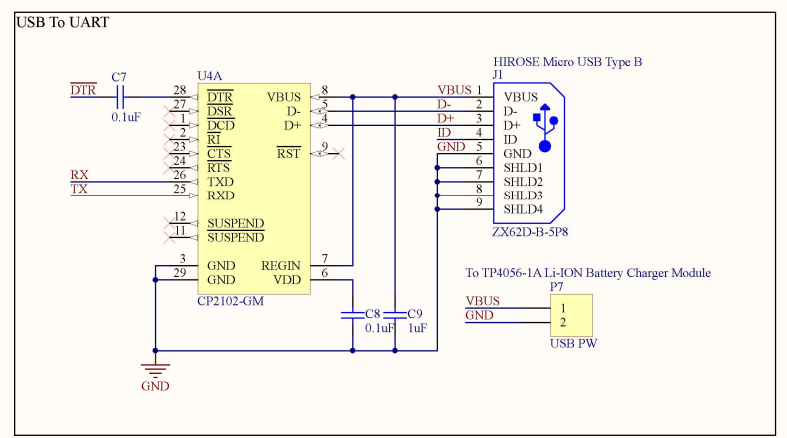 USB To UART
HIROSE Micro USB Type B
J1
U4A
C7
0.1uF
DTR
28 DTR
27 DSR
1 DCD
2 RI
23 CTS
24 RTS
RX 26 TXD
TX 25 RXD
12 SUSPEND
11 SUSPEND
3 GND
29 GND
VBUS 8
D- 5
D+ 4
RST 9
REGIN 7
VDD 6
CP2102-GM
VBUS 1 VBUS
D- 2 D-
D+ 3 D+
ID 4 ID
GND 5 GND
6 SHLD1
7 SHLD2
8 SHLD3
9 SHLD4
ZX62D-B-5P8
C8
0.1uF
C9
1uF
GND
To TP4056-1A Li-ION Battery Charger Module
P7
VBUS 1
GND 2
USB PW